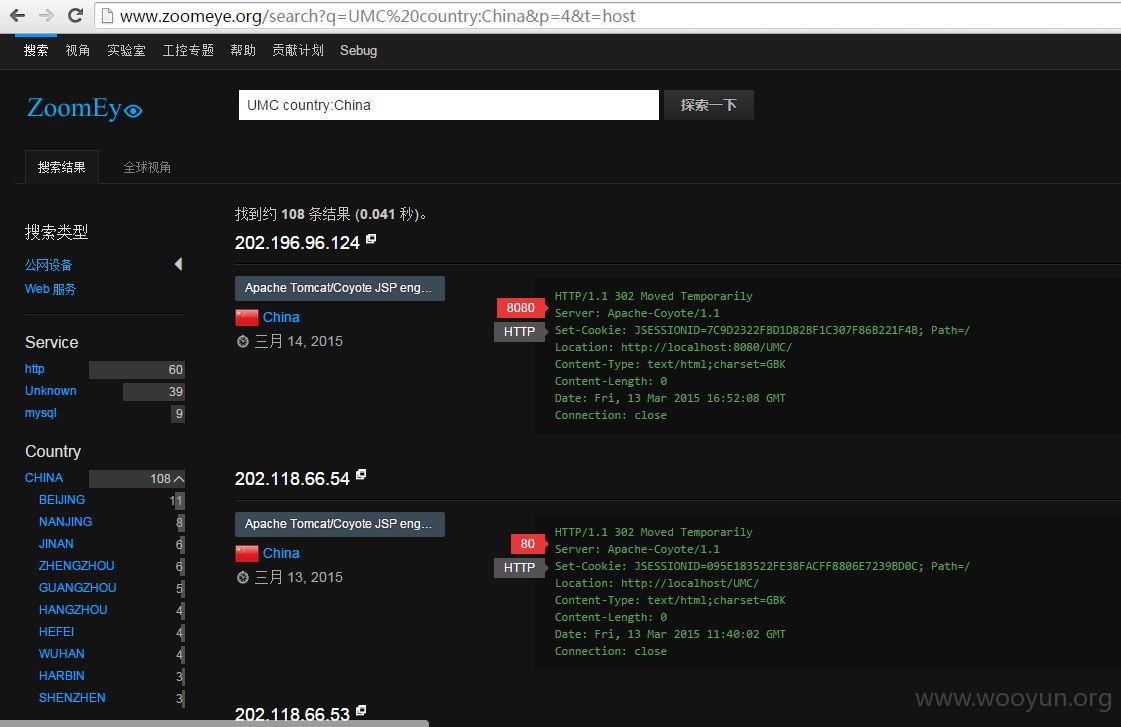 www.zoomeye.org/search?q=UMC%20country:China&p=4&t=host
搜索 视角 实验室 工控专题 帮助 贡献计划 Sebug
ZoomEy
UMC country:China 探索一下
搜索结果 全球视角
找到约 108 条结果 (0.041 秒)。
搜索类型
公网设备
Web 服务
Service
http 60
Unknown 39
mysql 9
Country
CHINA 108
BEIJING 11
NANJING 8
JINAN 6
ZHENGZHOU 6
GUANGZHOU 5
HANGZHOU 4
HEFEI 4
WUHAN 4
HARBIN 3
SHENZHEN 3
202.196.96.124
Apache Tomcat/Coyote JSP eng...
China
三月 14, 2015
8080
HTTP
HTTP/1.1 302 Moved Temporarily
Server: Apache-Coyote/1.1
Set-Cookie: JSESSIONID=7C9D2322FBD1D82BF1C307F86B221F4B; Path=/
Location: http://localhost:8080/UMC/
Content-Type: text/html;charset=GBK
Content-Length: 0
Date: Fri, 13 Mar 2015 16:52:08 GMT
Connection: close
202.118.66.54
Apache Tomcat/Coyote JSP eng...
China
三月 13, 2015
80
HTTP
HTTP/1.1 302 Moved Temporarily
Server: Apache-Coyote/1.1
Set-Cookie: JSESSIONID=095E183522FE38FACFF8806E7239BD0C; Path=/
Location: http://localhost/UMC/
Content-Type: text/html;charset=GBK
Content-Length: 0
Date: Fri, 13 Mar 2015 11:40:02 GMT
Connection: close
202.118.66.53
www.wooyun.org